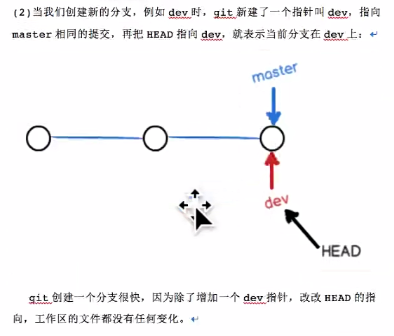 (2)当我们创建新的分支，例如 dev 时，git 新建了一个指针叫 dev，指向
master 相同的提交，再把 HEAD 指向 dev，就表示当前分支在 dev 上：
master
dev
HEAD
git 创建一个分支很快，因为除了增加一个 dev 指针，改改 HEAD 的指
向，工作区的文件都没有任何变化。